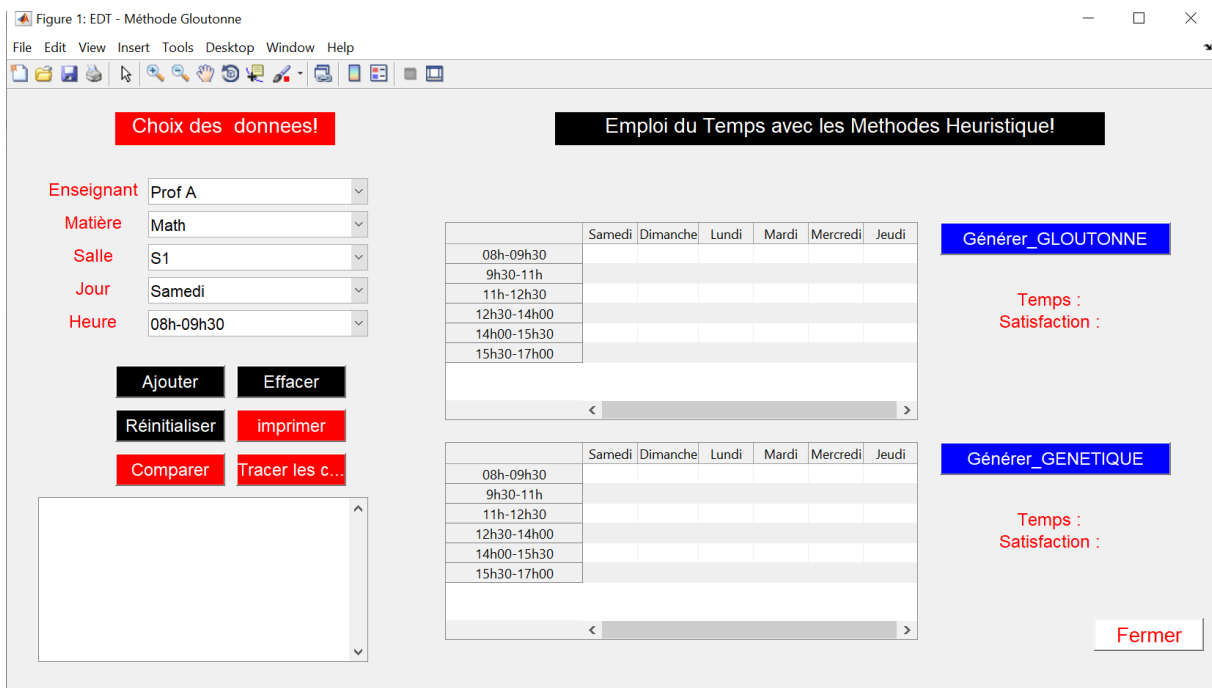 Figure 1: EDT - Méthode Gloutonne
File Edit View Insert Tools Desktop Window Help
Choix des donnees!
Emploi du Temps avec les Methodes Heuristique!
Enseignant Prof A
Matière Math
Salle S1
Jour Samedi
Heure 08h-09h30
Ajouter Effacer
Réinitialiser imprimer
Comparer Tracer les c...
Samedi Dimanche Lundi Mardi Mercredi Jeudi
08h-09h30
9h30-11h
11h-12h30
12h30-14h00
14h00-15h30
15h30-17h00
Générer_GLOUTONNE
Temps :
Satisfaction :
Samedi Dimanche Lundi Mardi Mercredi Jeudi
08h-09h30
9h30-11h
11h-12h30
12h30-14h00
14h00-15h30
15h30-17h00
Générer_GENETIQUE
Temps :
Satisfaction :
Fermer